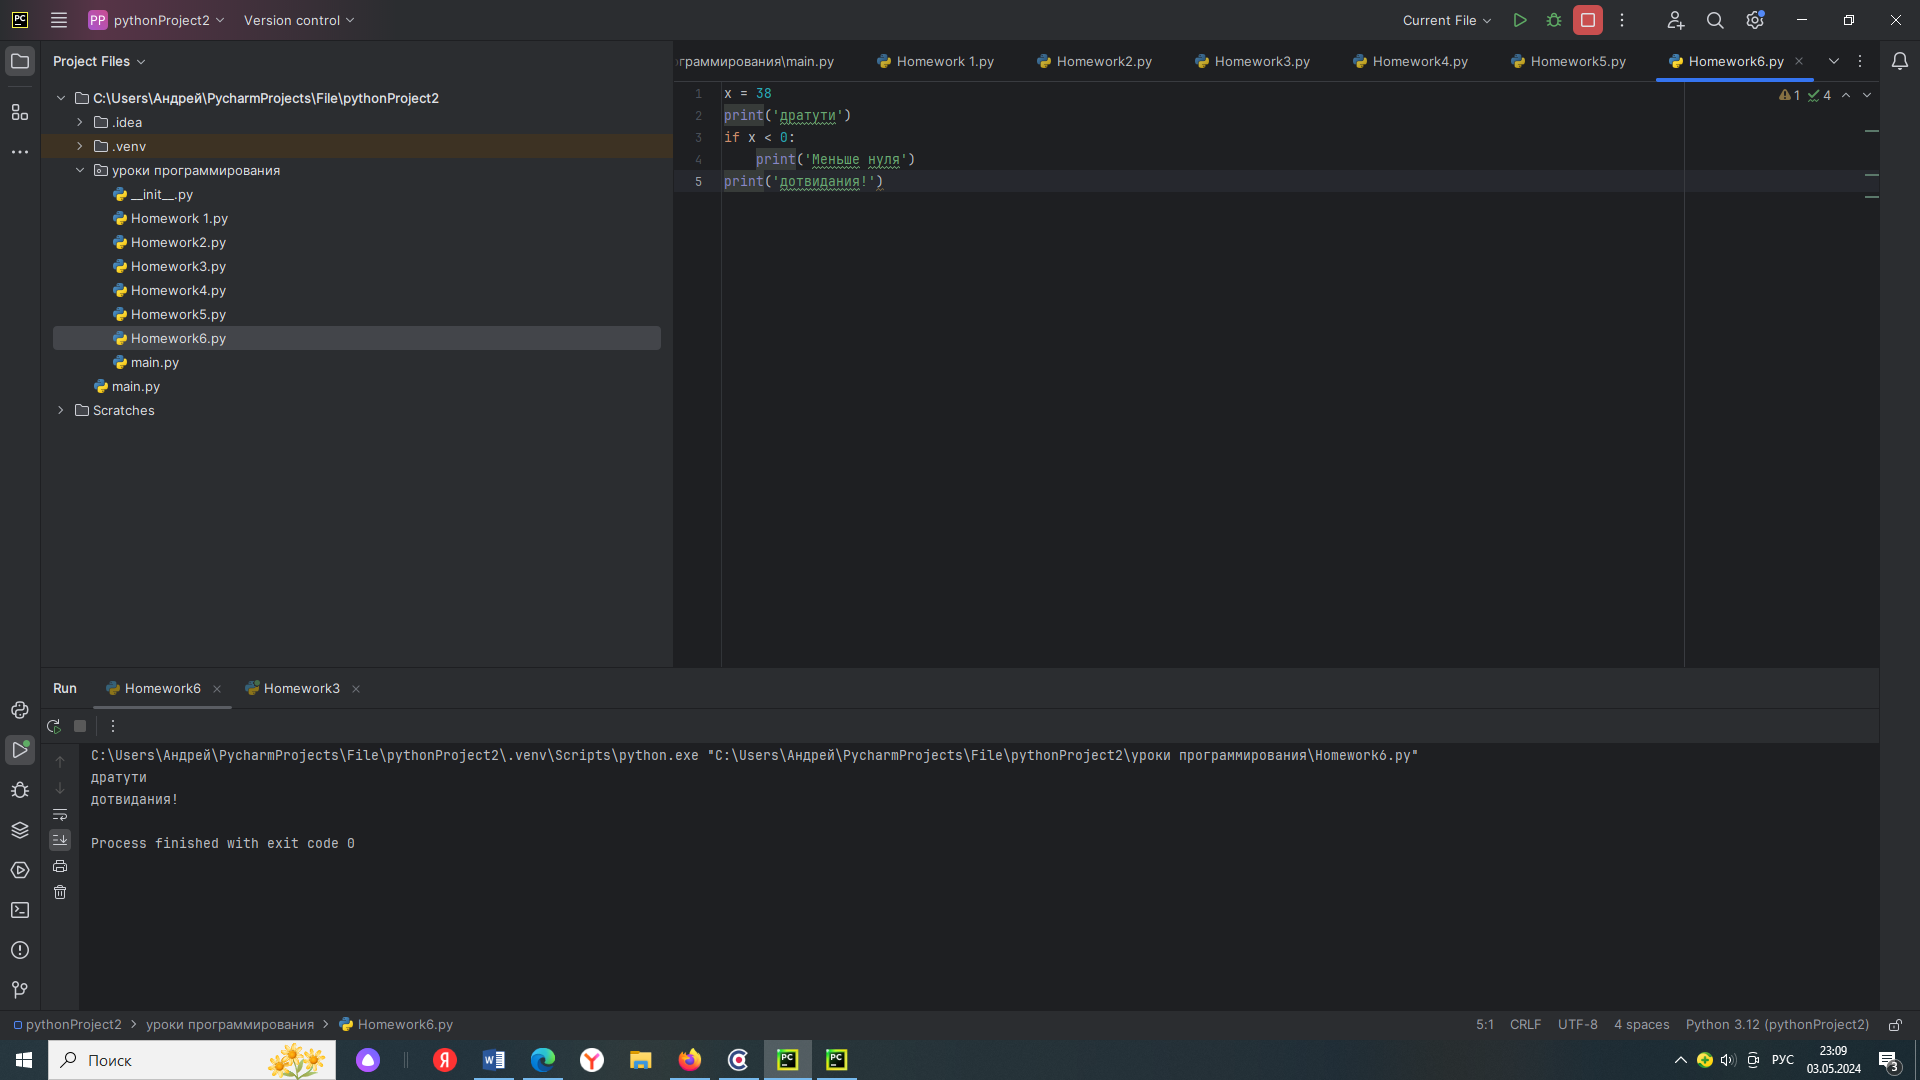 PC
PP pythonProject2 Version control Current File
Project Files
C:\Users\Андрей\PycharmProjects\File\pythonProject2
.idea
.venv
уроки программирования
__init__.py
Homework 1.py
Homework2.py
Homework3.py
Homework4.py
Homework5.py
Homework6.py
main.py
main.py
Scratches
граммирования\main.py Homework 1.py Homework2.py Homework3.py Homework4.py Homework5.py Homework6.py
1 4
1 x = 38
2 print('дратути')
3 if x < 0:
4 print('Меньше нуля')
5 print('дотвидания!')
Run Homework6 Homework3
C:\Users\Андрей\PycharmProjects\File\pythonProject2\.venv\Scripts\python.exe "C:\Users\Андрей\PycharmProjects\File\pythonProject2\уроки программирования\Homework6.py"
дратути
дотвидания!
Process finished with exit code 0
pythonProject2 уроки программирования Homework6.py 5:1 CRLF UTF-8 4 spaces Python 3.12 (pythonProject2)
Поиск Я W Y C PC PC РУС 23:09
03.05.2024 3